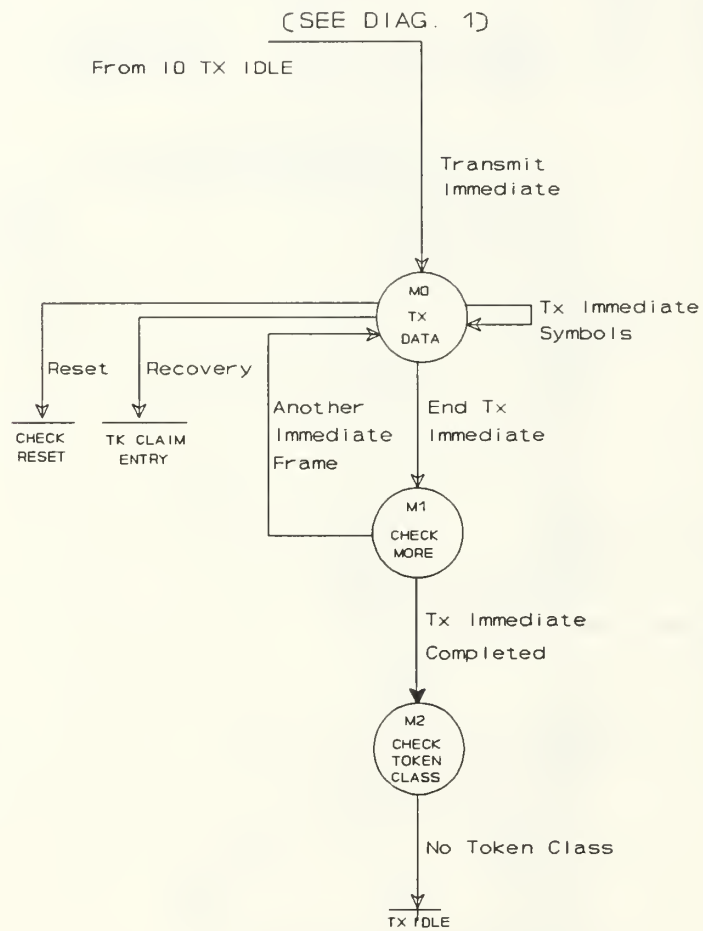 (SEE DIAG. 1)
From I0 TX IDLE
Transmit
Immediate
M0
TX
DATA
Tx Immediate
Symbols
Reset
Recovery
CHECK
RESET
TK CLAIM
ENTRY
Another
Immediate
Frame
End Tx
Immediate
M1
CHECK
MORE
Tx Immediate
Completed
M2
CHECK
TOKEN
CLASS
No Token Class
TX IDLE